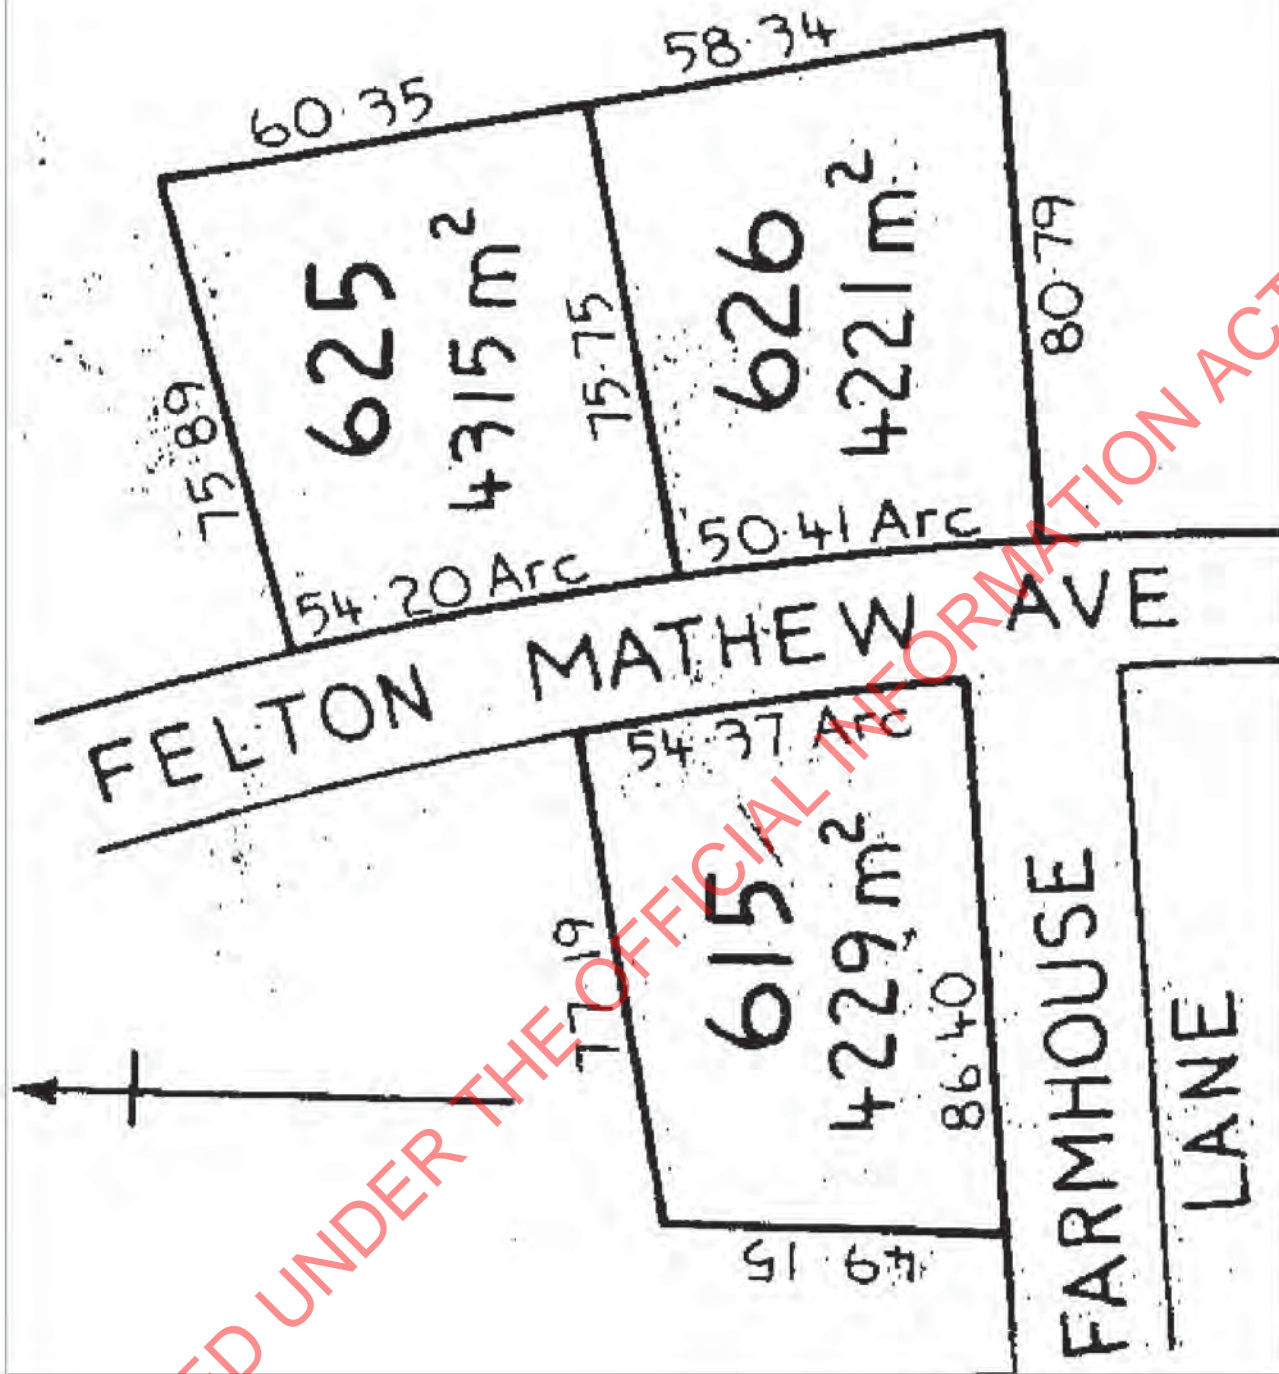 58.34
60.35
625
4315 m²
75.89
75.75
626
4221 m²
80.79
54.20 Arc
50.41 Arc
FELTON MATHEW AVE
54.37 Arc
615
4229 m²
77.19
86.40
49.15
FARMHOUSE
LANE
ED UNDER THE OFFICIAL INFORMATION ACT